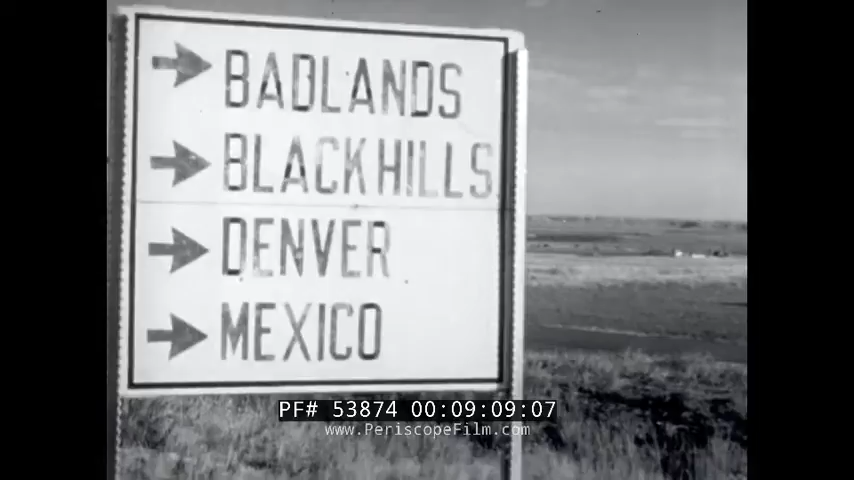 BADLANDS
BLACK HILLS
DENVER
MEXICO
PF# 53874 00:09:09:07
www.PeriscopeFilm.com